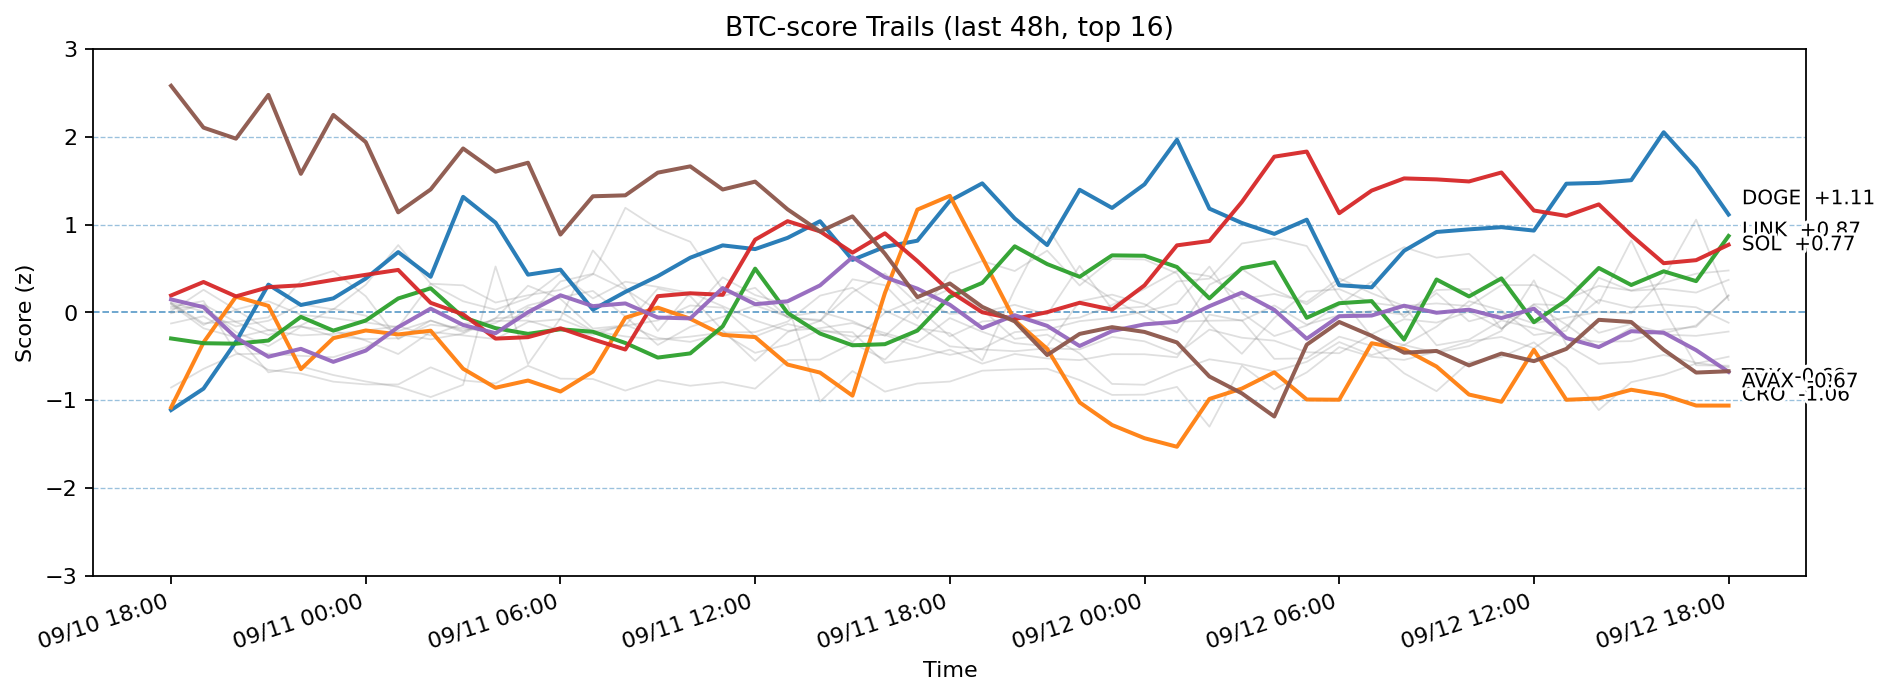 BTC-score Trails (last 48h, top 16)
Score (z)
3
2
1
0
−1
−2
−3
DOGE +1.11
LINK +0.87
SOL +0.77
AVAX -0.67
CRO -1.06
09/10 18:00
09/11 00:00
09/11 06:00
09/11 12:00
09/11 18:00
09/12 00:00
09/12 06:00
09/12 12:00
09/12 18:00
Time